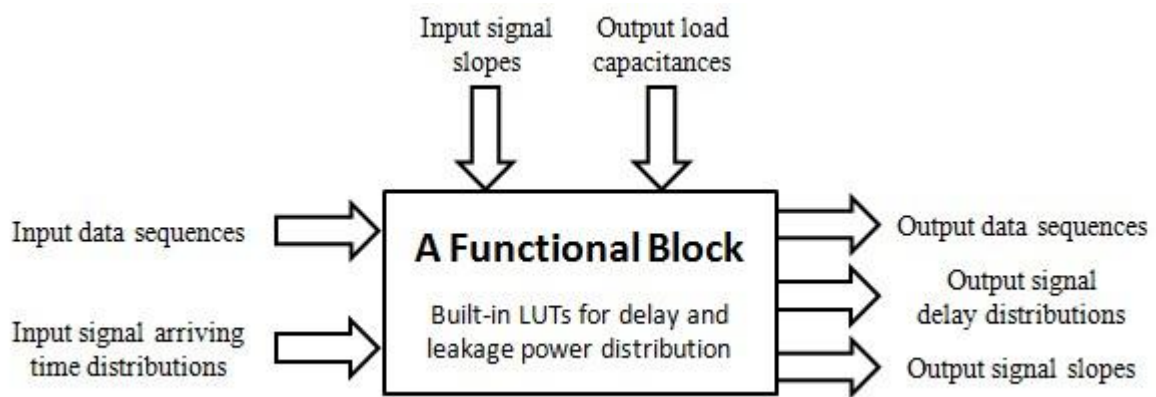 Input signal
slopes
Output load
capacitances
Input data sequences
Input signal arriving
time distributions
A Functional Block
Built-in LUTs for delay and
leakage power distribution
Output data sequences
Output signal
delay distributions
Output signal slopes